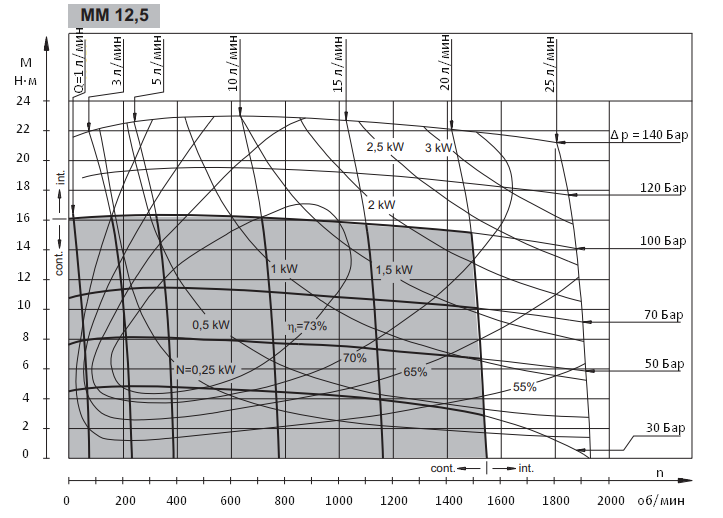 MM 12,5
Q=1 л/мин
3 л/мин
5 л/мин
10 л/мин
15 л/мин
20 л/мин
25 л/мин
M
Н·м
24
22
20
18
16
14
12
10
8
6
4
2
0
int.
cont.
Δ p = 140 Бар
120 Бар
100 Бар
70 Бар
50 Бар
30 Бар
2,5 kW
3 kW
2 kW
1 kW
1,5 kW
0,5 kW
ηt=73%
N=0,25 kW
70%
65%
55%
cont.
int.
n
0 200 400 600 800 1000 1200 1400 1600 1800 2000 об/мин